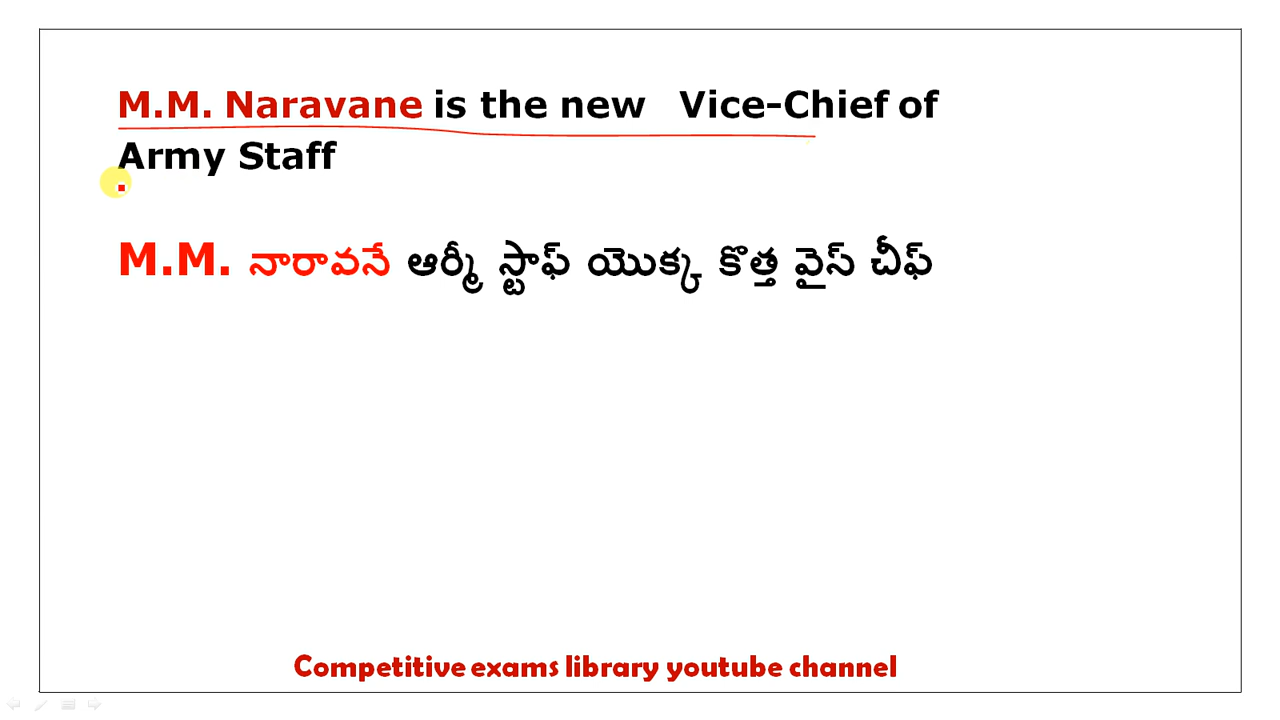 M.M. Naravane is the new Vice-Chief of
Army Staff
M.M. నారావనే ఆర్మీ స్టాఫ్ యొక్క కొత్త వైస్ చీఫ్
Competitive exams library youtube channel